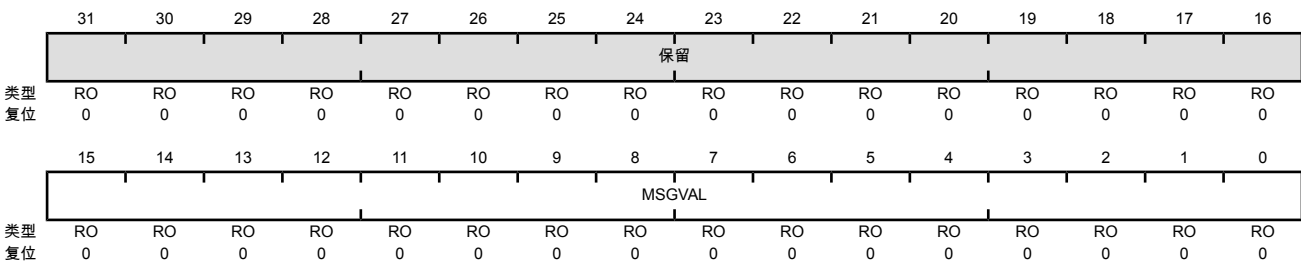 31 30 29 28 27 26 25 24 23 22 21 20 19 18 17 16
保留
类型 RO RO RO RO RO RO RO RO RO RO RO RO RO RO RO RO
复位 0 0 0 0 0 0 0 0 0 0 0 0 0 0 0 0
15 14 13 12 11 10 9 8 7 6 5 4 3 2 1 0
MSGVAL
类型 RO RO RO RO RO RO RO RO RO RO RO RO RO RO RO RO
复位 0 0 0 0 0 0 0 0 0 0 0 0 0 0 0 0